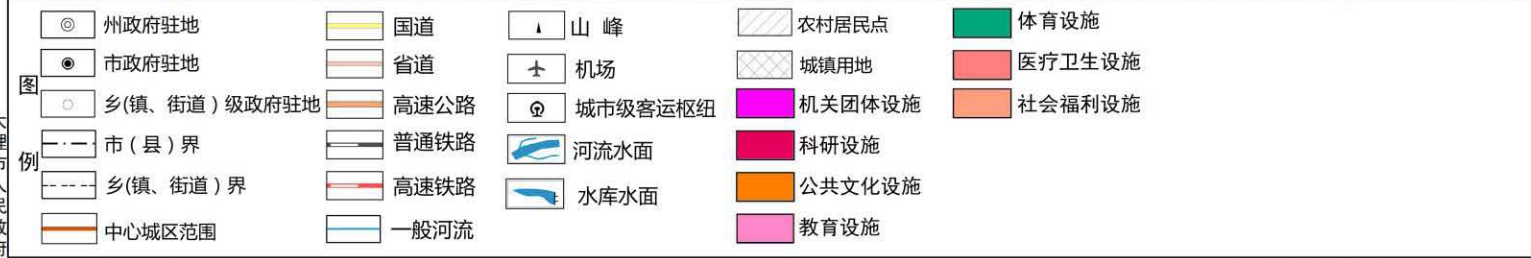 图例
州政府驻地
市政府驻地
乡(镇、街道)级政府驻地
市(县)界
乡(镇、街道)界
中心城区范围
国道
省道
高速公路
普通铁路
高速铁路
一般河流
山 峰
机场
城市级客运枢纽
河流水面
水库水面
农村居民点
城镇用地
机关团体设施
科研设施
公共文化设施
教育设施
体育设施
医疗卫生设施
社会福利设施
理市人民政